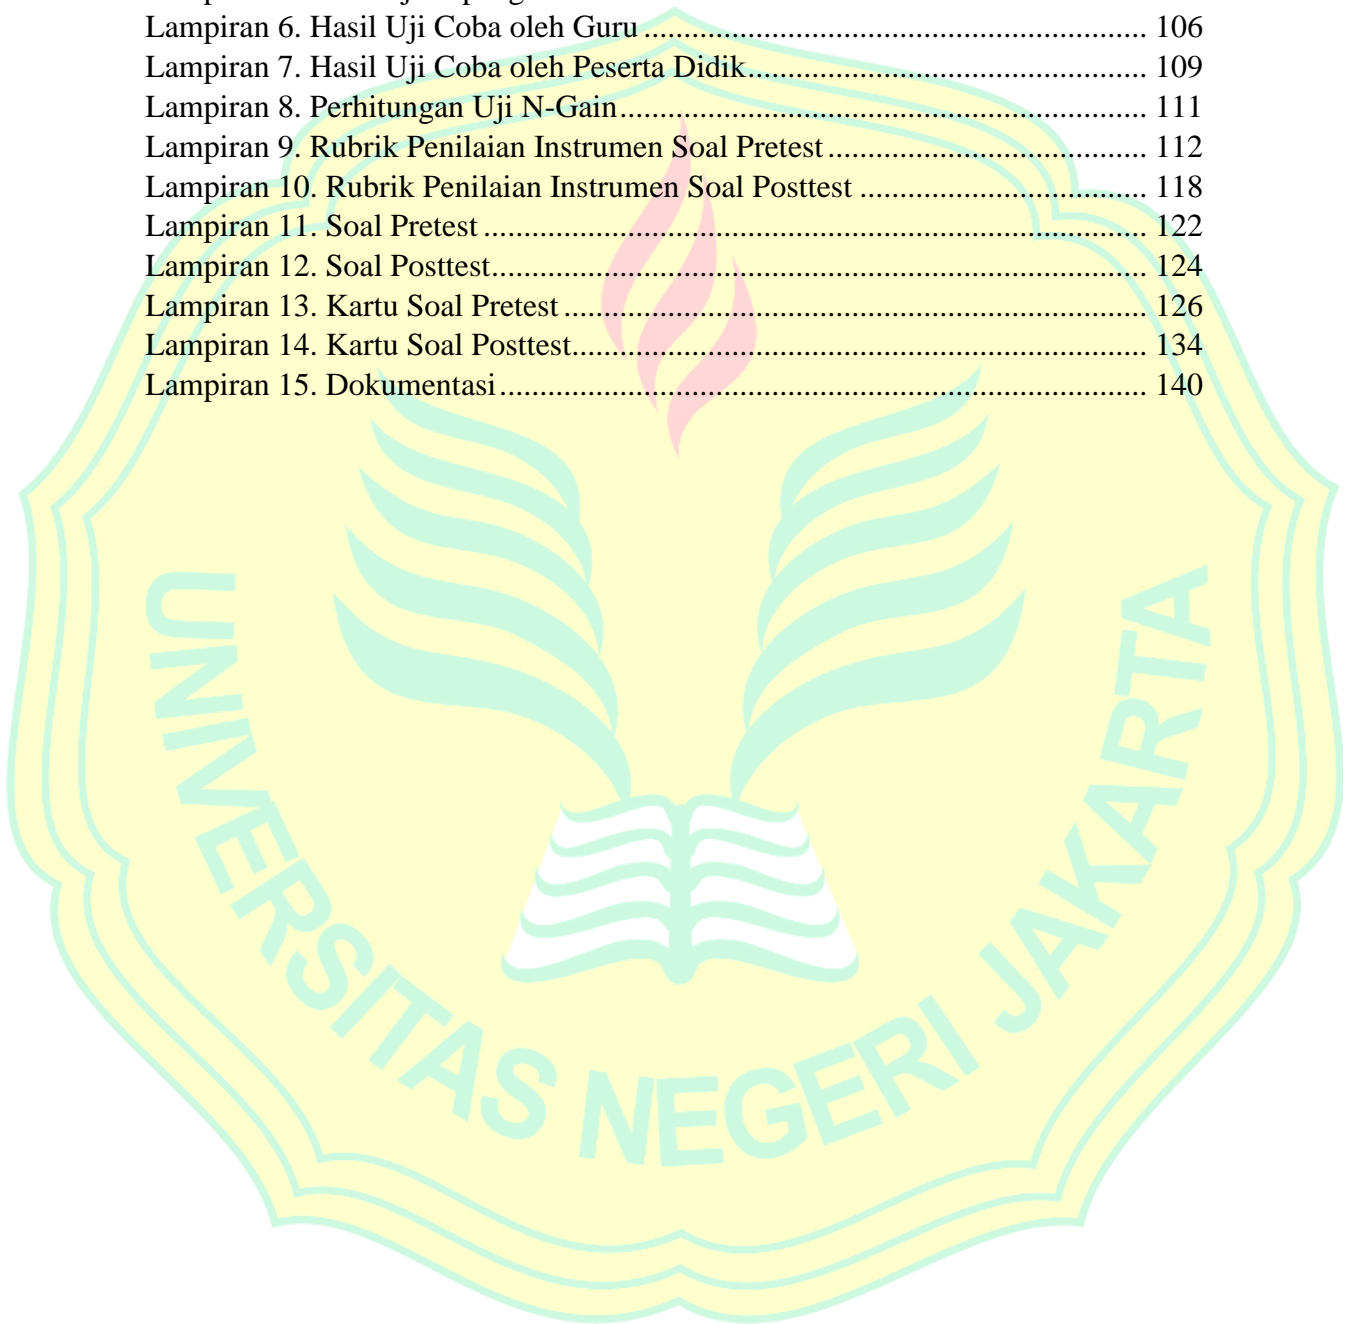 Lampiran 6. Hasil Uji Coba oleh Guru ............................................................... 106
Lampiran 7. Hasil Uji Coba oleh Peserta Didik.................................................. 109
Lampiran 8. Perhitungan Uji N-Gain.................................................................. 111
Lampiran 9. Rubrik Penilaian Instrumen Soal Pretest ........................................ 112
Lampiran 10. Rubrik Penilaian Instrumen Soal Posttest .................................... 118
Lampiran 11. Soal Pretest ................................................................................... 122
Lampiran 12. Soal Posttest.................................................................................. 124
Lampiran 13. Kartu Soal Pretest ......................................................................... 126
Lampiran 14. Kartu Soal Posttest........................................................................ 134
Lampiran 15. Dokumentasi ................................................................................. 140
UNIVERSITAS NEGERI JAKARTA